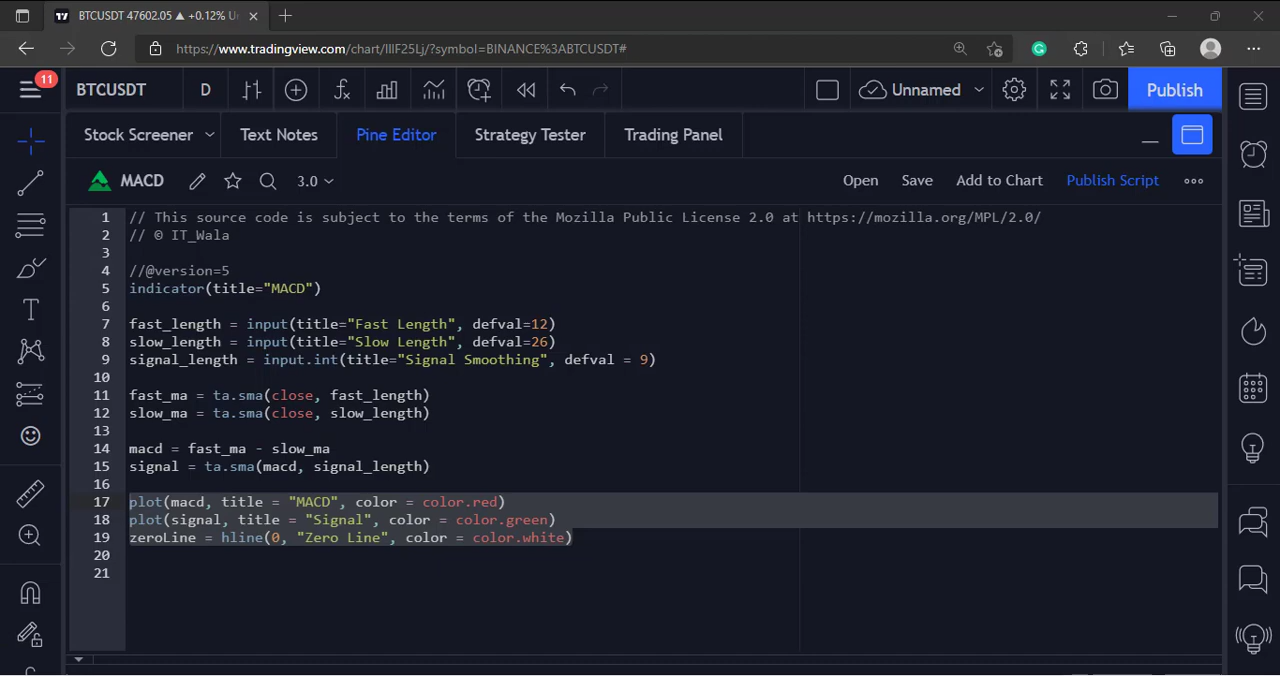 BTCUSDT 47602.05 ▲ +0.12% U
https://www.tradingview.com/chart/IIIF25Lj/?symbol=BINANCE%3ABTCUSDT#
11
BTCUSDT D Unnamed Publish
Stock Screener Text Notes Pine Editor Strategy Tester Trading Panel
MACD 3.0 Open Save Add to Chart Publish Script
1 // This source code is subject to the terms of the Mozilla Public License 2.0 at https://mozilla.org/MPL/2.0/
2 // © IT_Wala
3
4 //@version=5
5 indicator(title="MACD")
6
7 fast_length = input(title="Fast Length", defval=12)
8 slow_length = input(title="Slow Length", defval=26)
9 signal_length = input.int(title="Signal Smoothing", defval = 9)
10
11 fast_ma = ta.sma(close, fast_length)
12 slow_ma = ta.sma(close, slow_length)
13
14 macd = fast_ma - slow_ma
15 signal = ta.sma(macd, signal_length)
16
17 plot(macd, title = "MACD", color = color.red)
18 plot(signal, title = "Signal", color = color.green)
19 zeroLine = hline(0, "Zero Line", color = color.white)
20
21